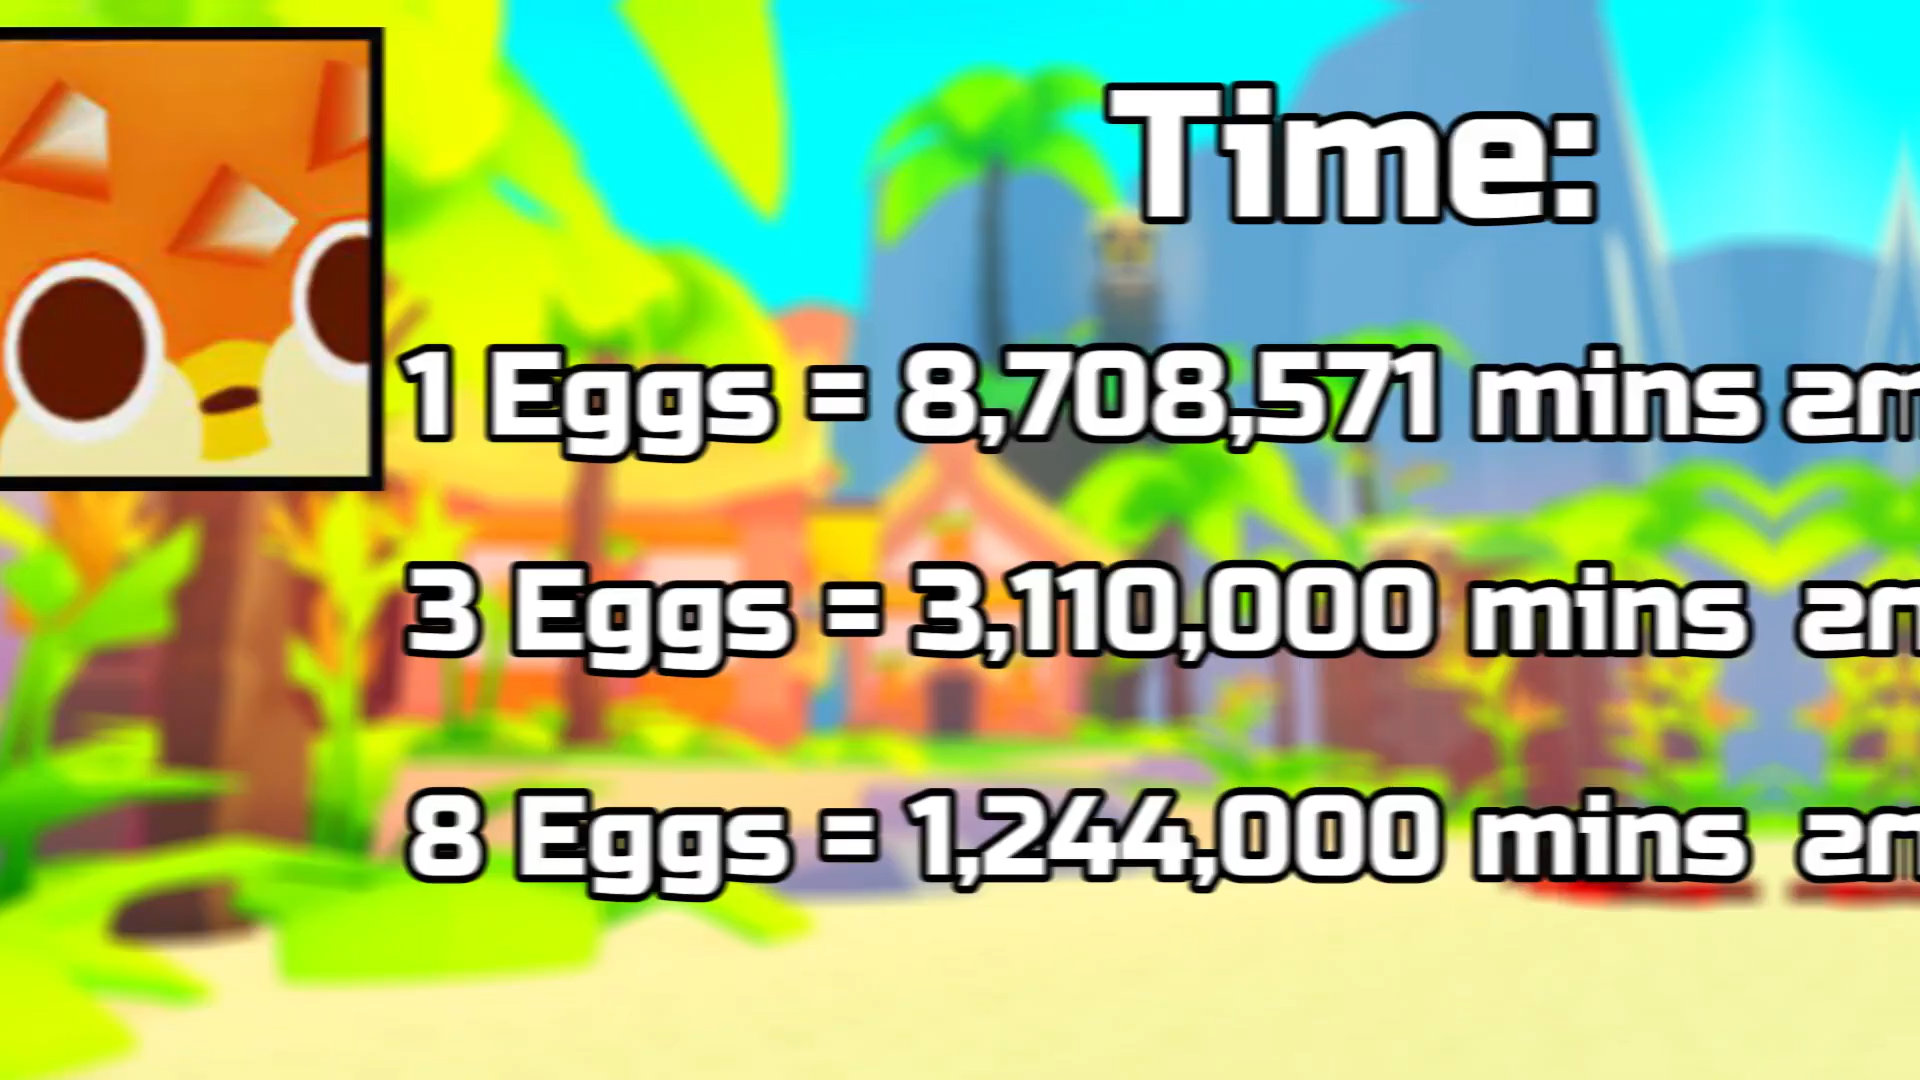 Time:
1 Eggs = 8,708,571 mins
3 Eggs = 3,110,000 mins
8 Eggs = 1,244,000 mins